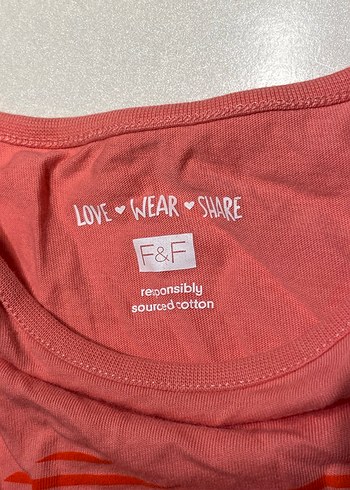 LOVE ♥ WEAR ♥ SHARE
F&F
responsibly
sourced cotton